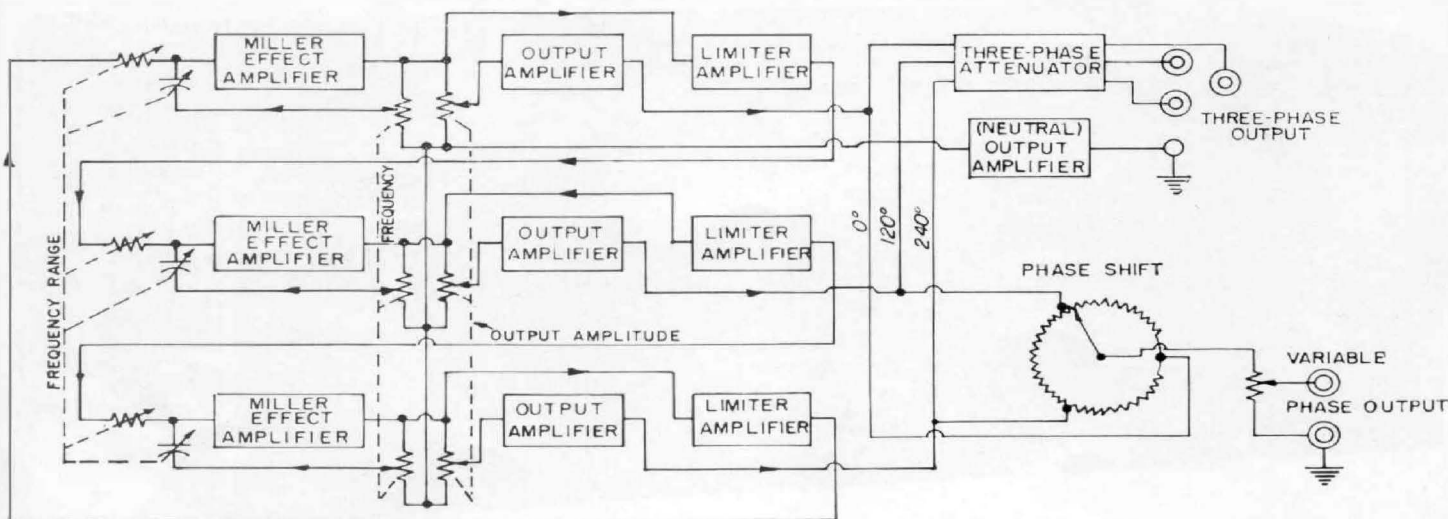 MILLER
EFFECT
AMPLIFIER
OUTPUT
AMPLIFIER
LIMITER
AMPLIFIER
THREE-PHASE
ATTENUATOR
THREE-PHASE
OUTPUT
(NEUTRAL)
OUTPUT
AMPLIFIER
FREQUENCY
MILLER
EFFECT
AMPLIFIER
OUTPUT
AMPLIFIER
LIMITER
AMPLIFIER
0°
120°
240°
FREQUENCY RANGE
OUTPUT AMPLITUDE
PHASE SHIFT
MILLER
EFFECT
AMPLIFIER
OUTPUT
AMPLIFIER
LIMITER
AMPLIFIER
VARIABLE
PHASE OUTPUT